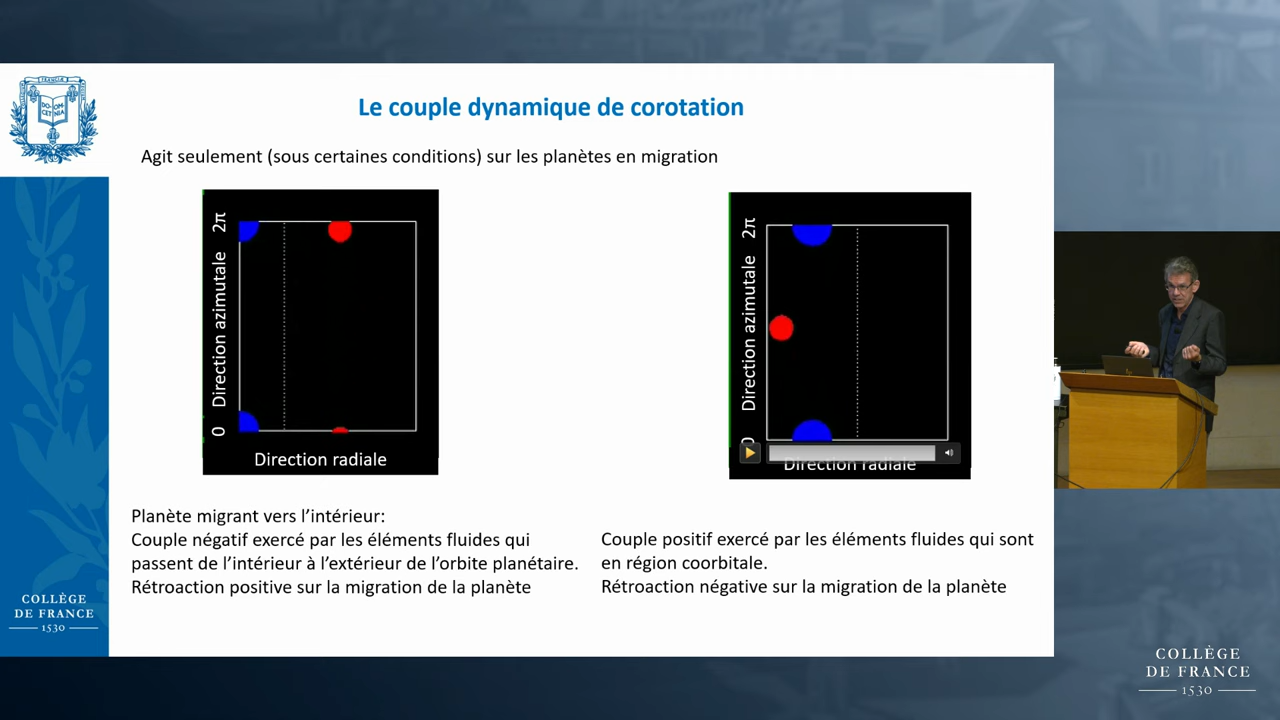 Le couple dynamique de corotation
Agit seulement (sous certaines conditions) sur les planètes en migration
Direction azimutale
2π
0
Direction radiale
Direction azimutale
2π
0
Direction radiale
Planète migrant vers l’intérieur:
Couple négatif exercé par les éléments fluides qui
passent de l’intérieur à l’extérieur de l’orbite planétaire.
Rétroaction positive sur la migration de la planète
Couple positif exercé par les éléments fluides qui sont
en région coorbitale.
Rétroaction négative sur la migration de la planète
COLLÈGE
DE FRANCE
1530
COLLÈGE
DE FRANCE
1530